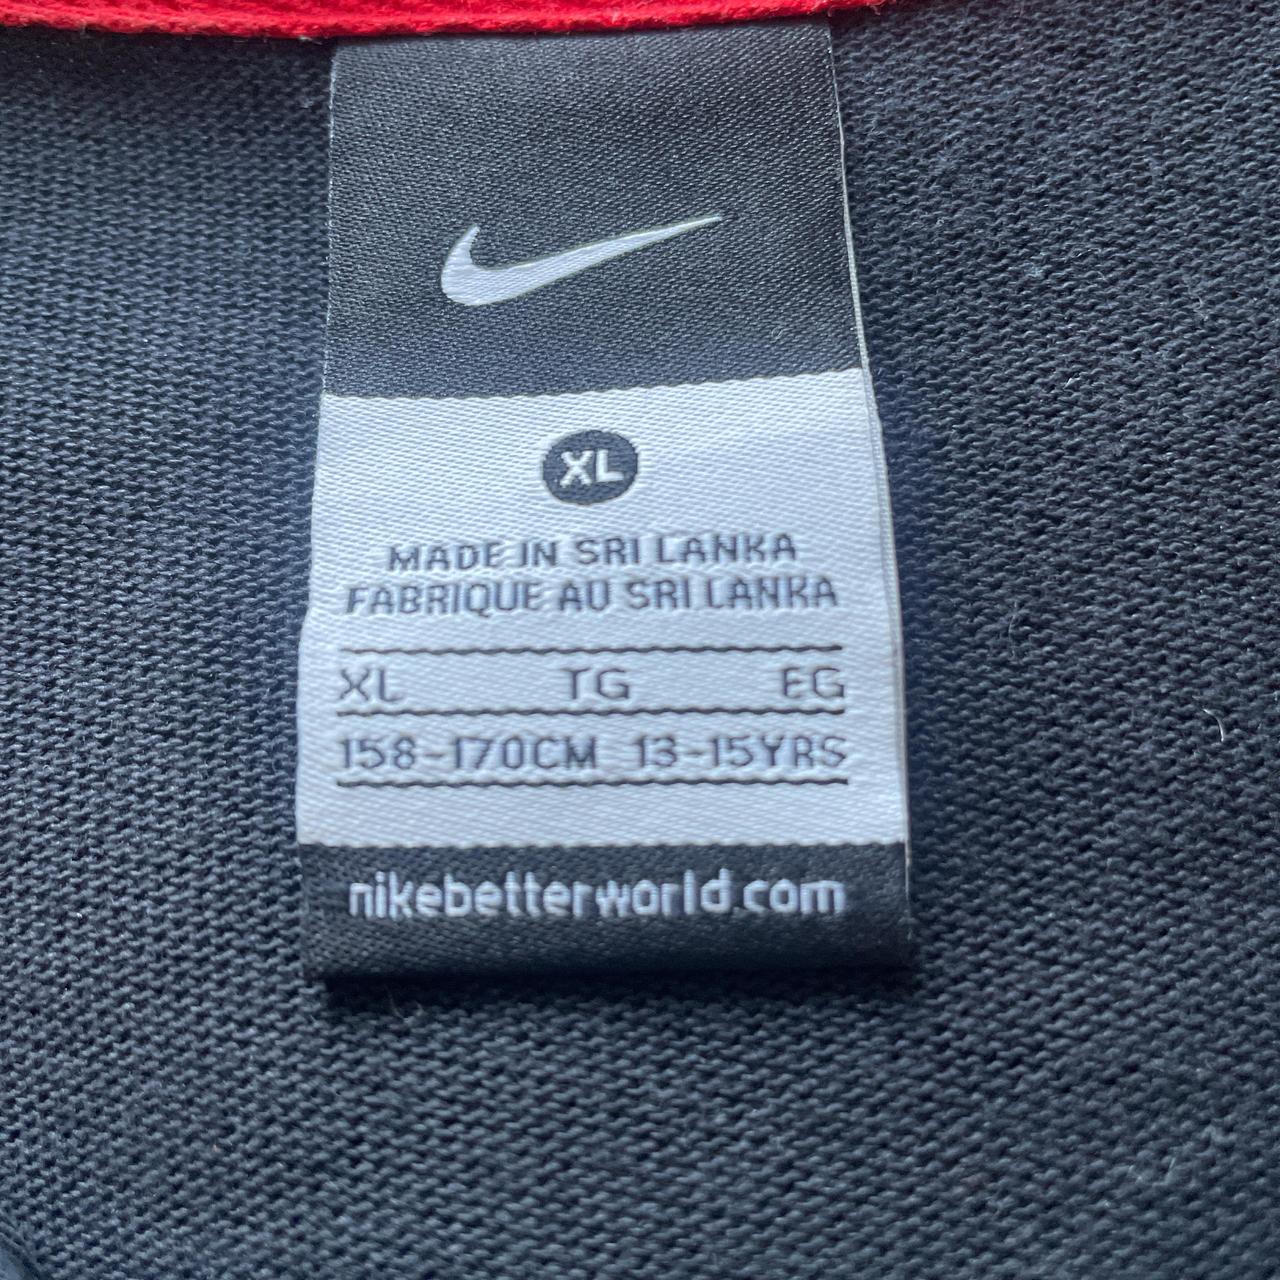 XL
MADE IN SRI LANKA
FABRIQUE AU SRI LANKA
XL TG EG
158-170CM 13-15YRS
nikebetterworld.com